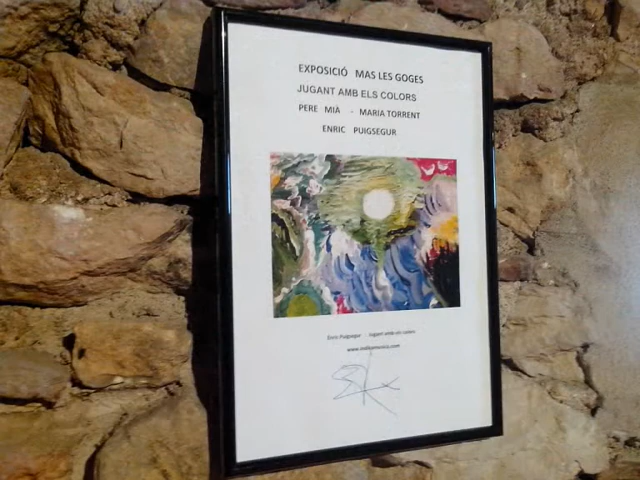 EXPOSICIÓ MAS LES GOGES
JUGANT AMB ELS COLORS
PERE MIÀ - MARIA TORRENT
ENRIC PUIGSEGUR
Enric Puigsegur - Jugant amb els colors